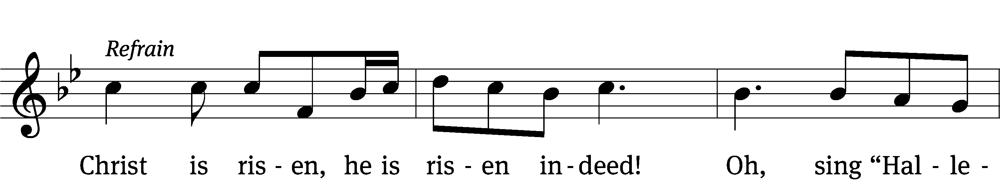 Refrain
Christ is ris - en, he is ris - en in - deed! Oh, sing “Hal - le -